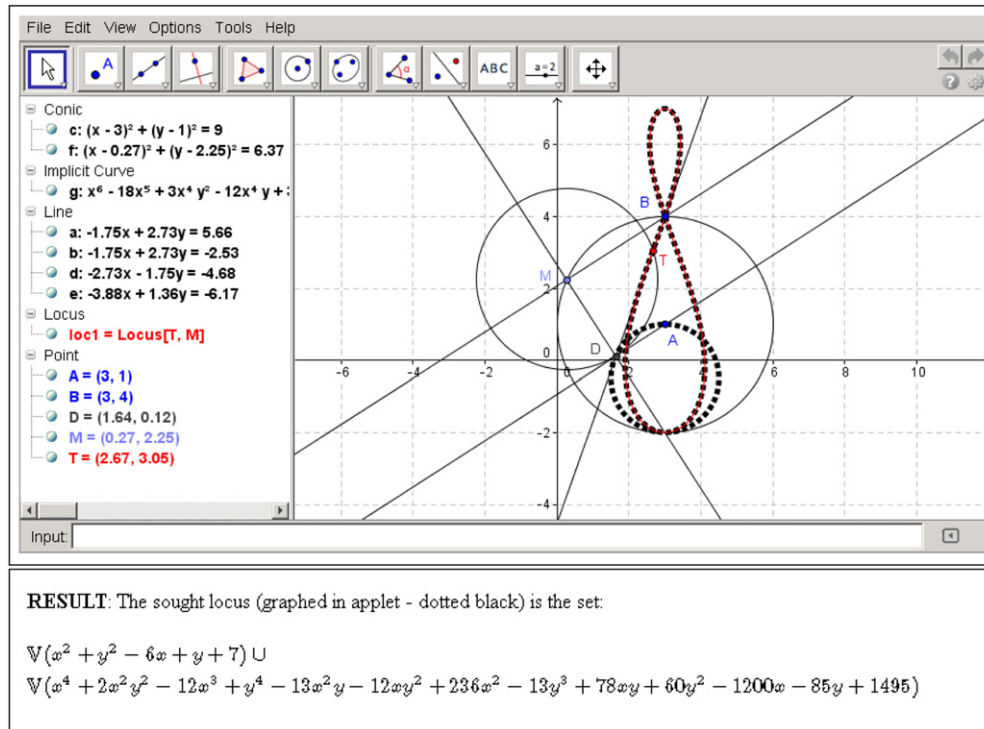 File Edit View Options Tools Help
A
α
ABC
a=2
Conic
c: (x - 3)² + (y - 1)² = 9
f: (x - 0.27)² + (y - 2.25)² = 6.37
Implicit Curve
g: x⁶ - 18x⁵ + 3x⁴ y² - 12x⁴ y +
Line
a: -1.75x + 2.73y = 5.66
b: -1.75x + 2.73y = -2.53
d: -2.73x - 1.75y = -4.68
e: -3.88x + 1.36y = -6.17
Locus
loc1 = Locus[T, M]
Point
A = (3, 1)
B = (3, 4)
D = (1.64, 0.12)
M = (0.27, 2.25)
T = (2.67, 3.05)
6
B
4
T
M
2
A
D
0
-6 -4 -2 0 2 4 6 8 10
-2
-4
Input:
RESULT: The sought locus (graphed in applet - dotted black) is the set:
𝕍(x² + y² − 6x + y + 7) ∪
𝕍(x⁴ + 2x²y² − 12x³ + y⁴ − 13x²y − 12xy² + 236x² − 13y³ + 78xy + 60y² − 1200x − 85y + 1495)